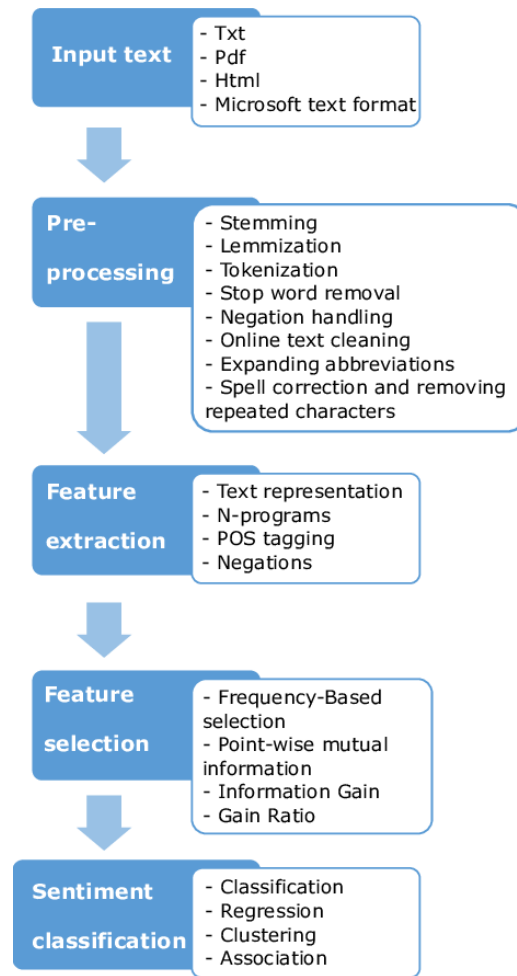 Input text
- Txt
- Pdf
- Html
- Microsoft text format
Pre-
processing
- Stemming
- Lemmization
- Tokenization
- Stop word removal
- Negation handling
- Online text cleaning
- Expanding abbreviations
- Spell correction and removing
repeated characters
Feature
extraction
- Text representation
- N-programs
- POS tagging
- Negations
Feature
selection
- Frequency-Based
selection
- Point-wise mutual
information
- Information Gain
- Gain Ratio
Sentiment
classification
- Classification
- Regression
- Clustering
- Association